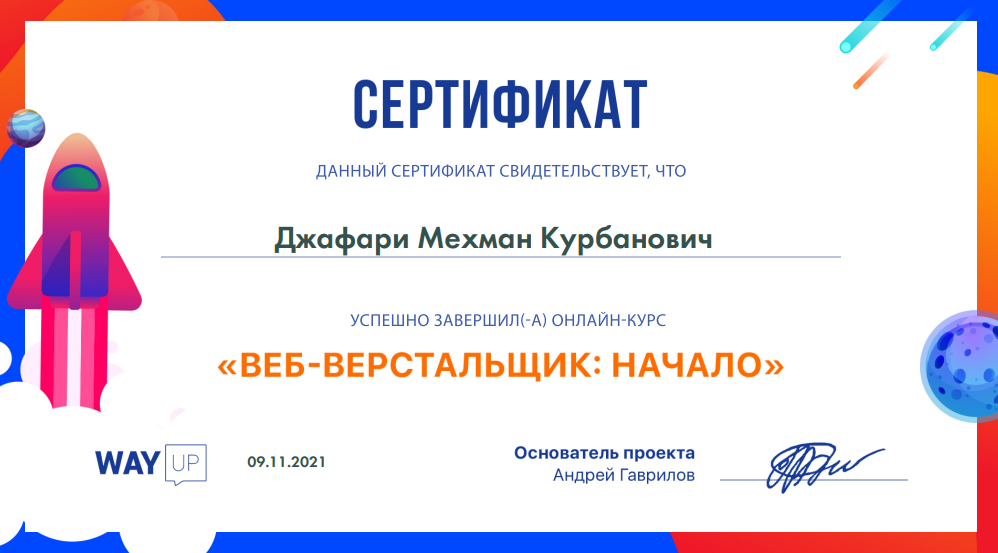 СЕРТИФИКАТ
ДАННЫЙ СЕРТИФИКАТ СВИДЕТЕЛЬСТВУЕТ, ЧТО
Джафари Мехман Курбанович
УСПЕШНО ЗАВЕРШИЛ(-А) ОНЛАЙН-КУРС
«ВЕБ-ВЕРСТАЛЬЩИК: НАЧАЛО»
WAY UP
09.11.2021
Основатель проекта
Андрей Гаврилов